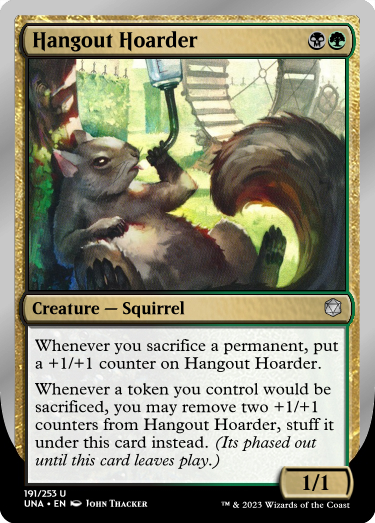 Hangout Hoarder
Creature — Squirrel
Whenever you sacrifice a permanent, put
a +1/+1 counter on Hangout Hoarder.
Whenever a token you control would be
sacrificed, you may remove two +1/+1
counters from Hangout Hoarder, stuff it
under this card instead. (Its phased out
until this card leaves play.)
1/1
191/253 U
UNA • EN John Thacker
™ & 2023 Wizards of the Coast